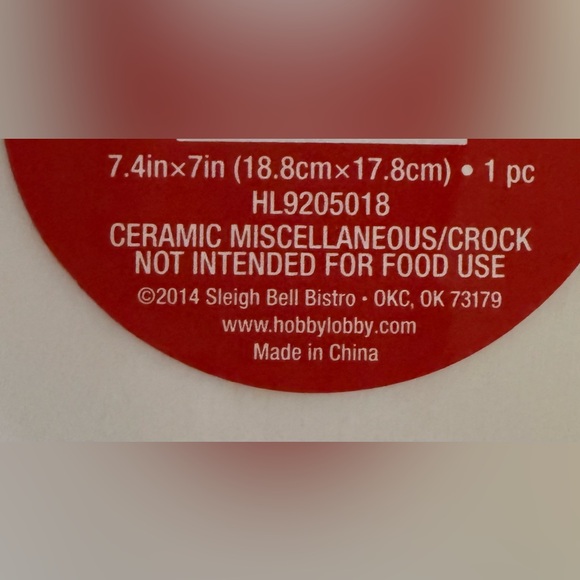 7.4in×7in (18.8cm×17.8cm) • 1 pc
HL9205018
CERAMIC MISCELLANEOUS/CROCK
NOT INTENDED FOR FOOD USE
©2014 Sleigh Bell Bistro • OKC, OK 73179
www.hobbylobby.com
Made in China